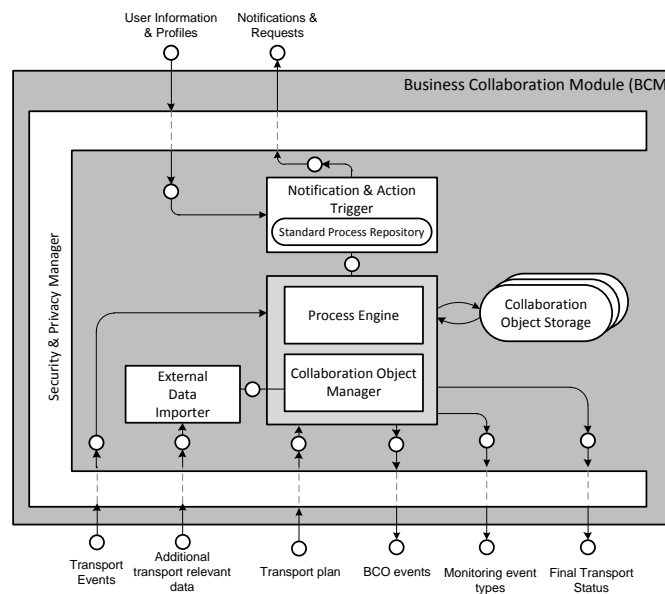 User Information
& Profiles
Notifications &
Requests
Business Collaboration Module (BCM
Security & Privacy Manager
Notification & Action
Trigger
Standard Process Repository
Process Engine
Collaboration
Object Storage
Collaboration Object
Manager
External
Data
Importer
Transport
Events
Additional
transport relevant
data
Transport plan
BCO events
Monitoring event
types
Final Transport
Status